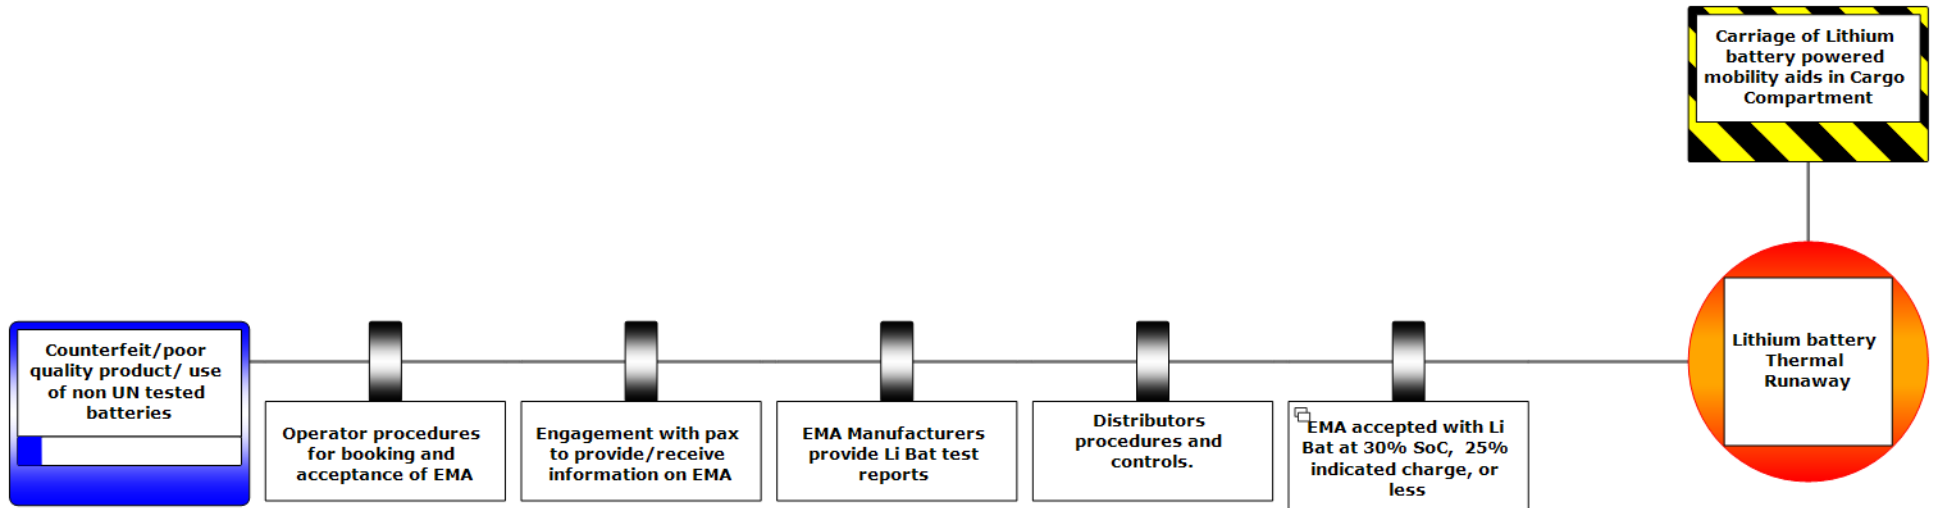 Carriage of Lithium
battery powered
mobility aids in Cargo
Compartment
Counterfeit/poor
quality product/ use
of non UN tested
batteries
Operator procedures
for booking and
acceptance of EMA
Engagement with pax
to provide/receive
information on EMA
EMA Manufacturers
provide Li Bat test
reports
Distributors
procedures and
controls.
EMA accepted with Li
Bat at 30% SoC,  25%
indicated charge, or
less
Lithium battery
Thermal
Runaway